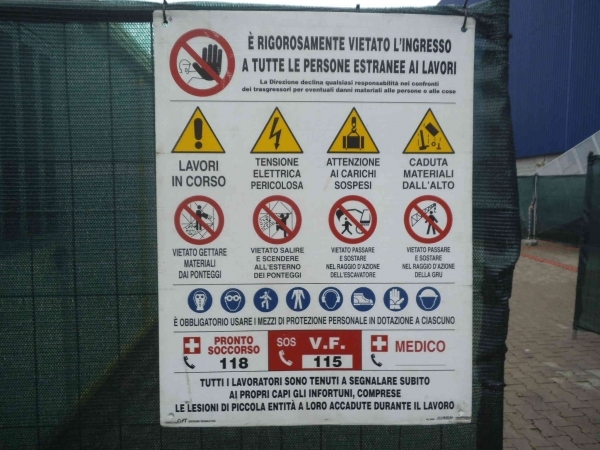 È RIGOROSAMENTE VIETATO L'INGRESSO
A TUTTE LE PERSONE ESTRANEE AI LAVORI
La Direzione declina qualsiasi responsabilità nei confronti
dei trasgressori per eventuali danni materiali alle persone o alle cose
LAVORI
IN CORSO
TENSIONE
ELETTRICA
PERICOLOSA
ATTENZIONE
AI CARICHI
SOSPESI
CADUTA
MATERIALI
DALL'ALTO
VIETATO GETTARE
MATERIALI
DAI PONTEGGI
VIETATO SALIRE
E SCENDERE
ALL'ESTERNO
DEI PONTEGGI
VIETATO PASSARE
E SOSTARE
NEL RAGGIO D'AZIONE
DELL'ESCAVATORE
VIETATO PASSARE
E SOSTARE
NEL RAGGIO D'AZIONE
DELLA GRU
È OBBLIGATORIO USARE I MEZZI DI PROTEZIONE PERSONALE IN DOTAZIONE A CIASCUNO
PRONTO
SOCCORSO
118
SOS V.F.
115
MEDICO
TUTTI I LAVORATORI SONO TENUTI A SEGNALARE SUBITO
AI PROPRI CAPI GLI INFORTUNI, COMPRESE
LE LESIONI DI PICCOLA ENTITÀ A LORO ACCADUTE DURANTE IL LAVORO